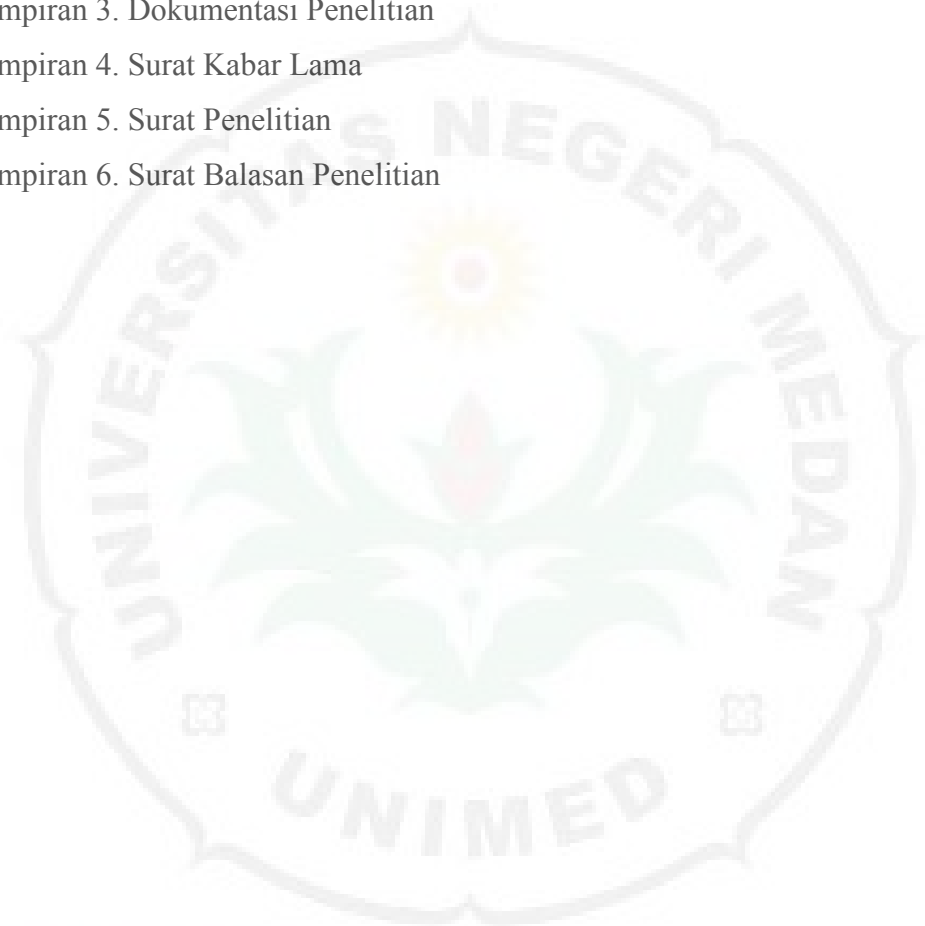 mpiran 3. Dokumentasi Penelitian
mpiran 4. Surat Kabar Lama
mpiran 5. Surat Penelitian
mpiran 6. Surat Balasan Penelitian
UNIVERSITAS NEGERI MEDAN
UNIMED